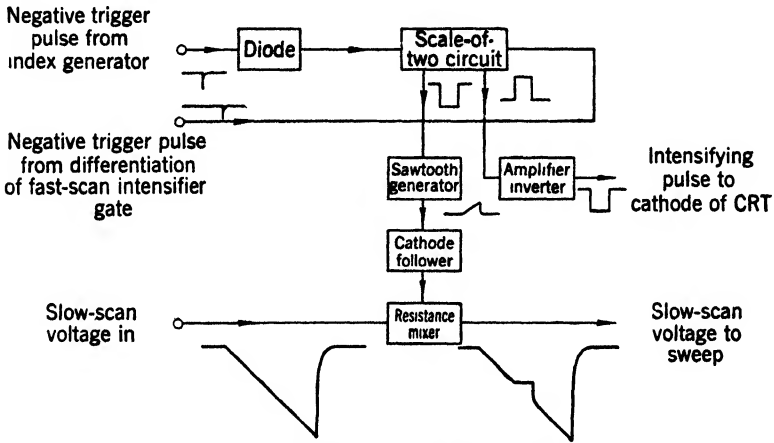 Negative trigger
pulse from
index generator
Diode
Scale-of-
two circuit
Negative trigger pulse
from differentiation
of fast-scan intensifier
gate
Sawtooth
generator
Amplifier
inverter
Intensifying
pulse to
cathode of CRT
Cathode
follower
Slow-scan
voltage in
Resistance
mixer
Slow-scan
voltage to
sweep